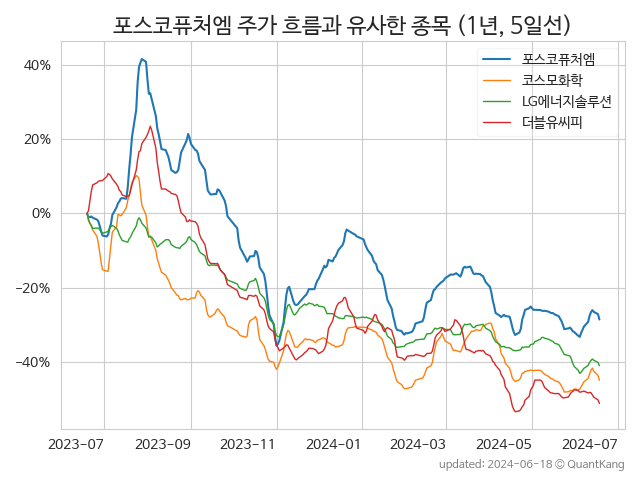 포스코퓨처엠 주가 흐름과 유사한 종목 (1년, 5일선)
포스코퓨처엠
코스모화학
LG에너지솔루션
더블유씨피
40%
20%
0%
−20%
−40%
2023-07 2023-09 2023-11 2024-01 2024-03 2024-05 2024-07
updated: 2024-06-18 © QuantKang